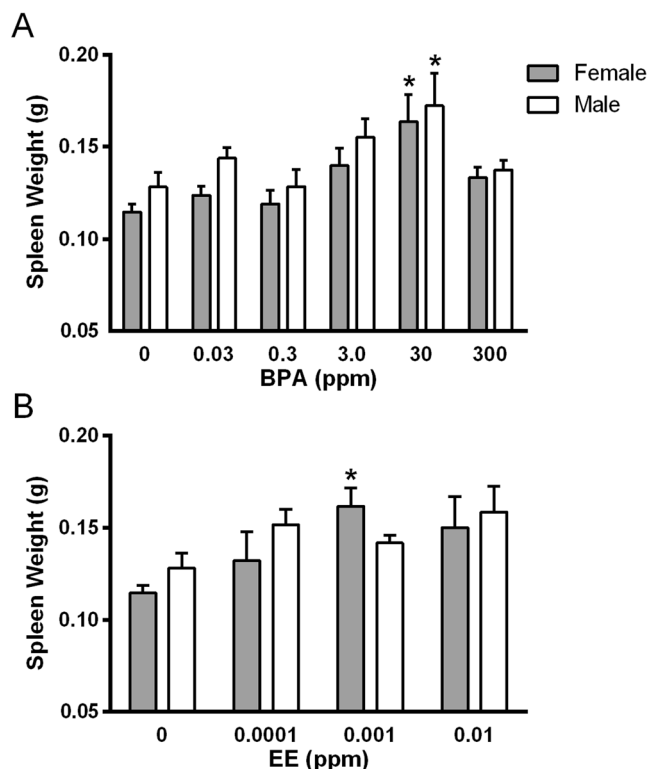 A
0.20
0.15
0.10
0.05
Spleen Weight (g)
* *
Female
Male
0 0.03 0.3 3.0 30 300
BPA (ppm)
B
0.20
0.15
0.10
0.05
Spleen Weight (g)
*
0 0.0001 0.001 0.01
EE (ppm)